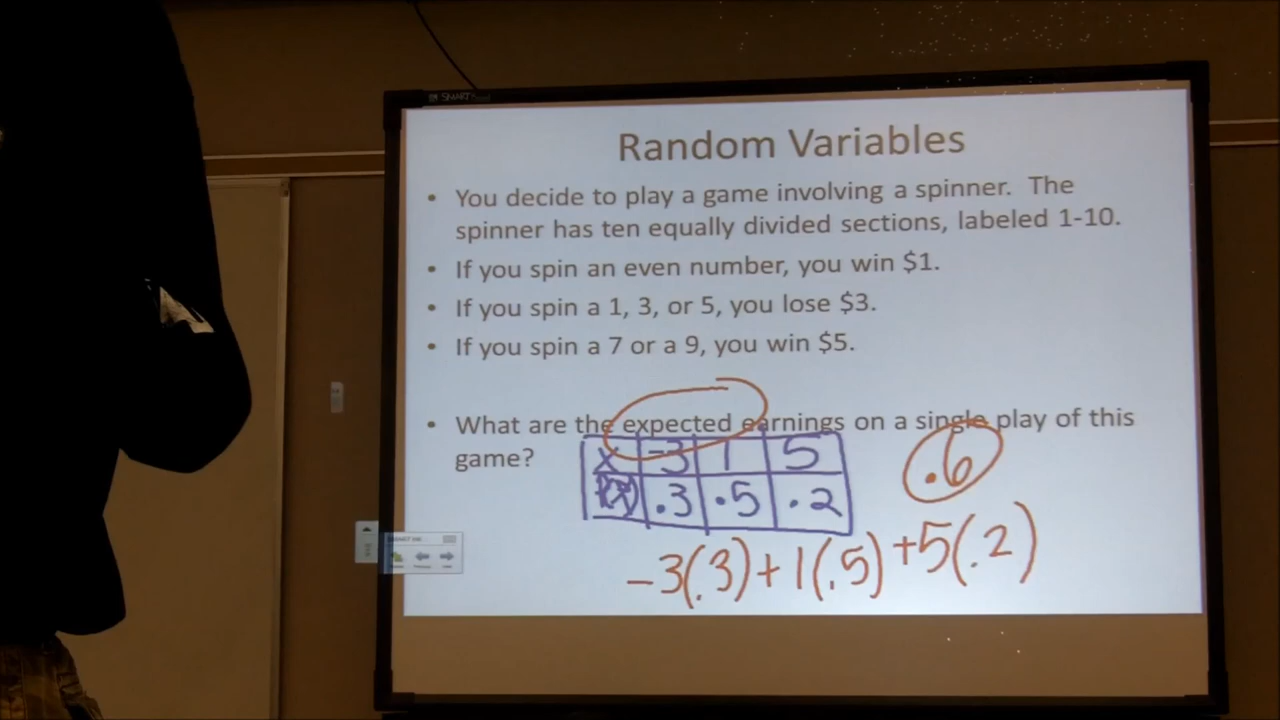 SMART
Random Variables
• You decide to play a game involving a spinner. The
spinner has ten equally divided sections, labeled 1-10.
• If you spin an even number, you win $1.
• If you spin a 1, 3, or 5, you lose $3.
• If you spin a 7 or a 9, you win $5.
• What are the expected earnings on a single play of this
game?
X -3 1 5
P(X) .3 .5 .2
.6
-3(.3)+1(.5)+5(.2)